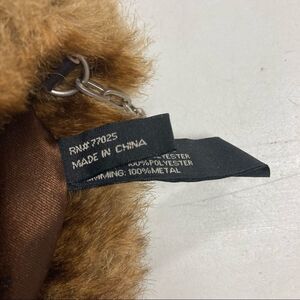 RN# 77025
MADE IN CHINA
100%POLYESTER
100%METAL